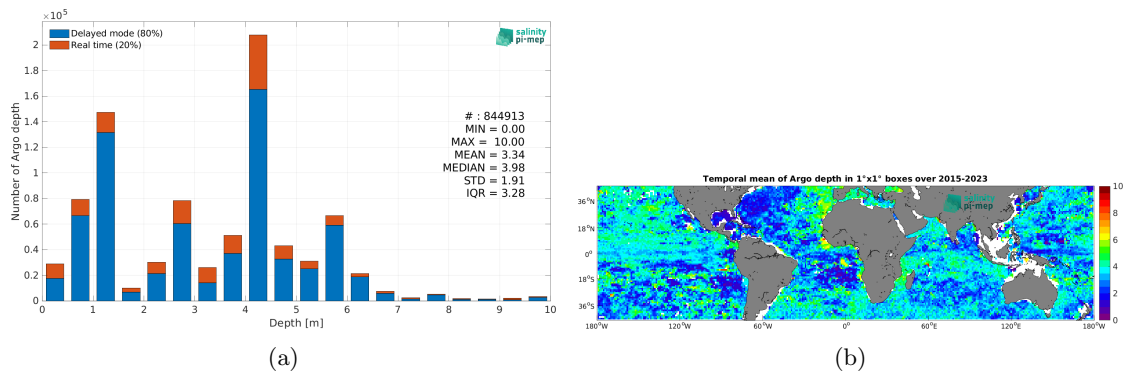 ×10⁵
Delayed mode (80%)
Real time (20%)
salinity
pi-mep
2
1.8
1.6
1.4
1.2
1
0.8
0.6
0.4
0.2
0
Number of Argo depth
# : 844913
MIN = 0.00
MAX = 10.00
MEAN = 3.34
MEDIAN = 3.98
STD = 1.91
IQR = 3.28
0 1 2 3 4 5 6 7 8 9 10
Depth [m]
(a)
Temporal mean of Argo depth in 1°x1° boxes over 2015-2023
salinity
pi-mep
36°N
18°N
0°
18°S
36°S
180°W 120°W 60°W 0° 60°E 120°E 180°W
10
8
6
4
2
0
(b)